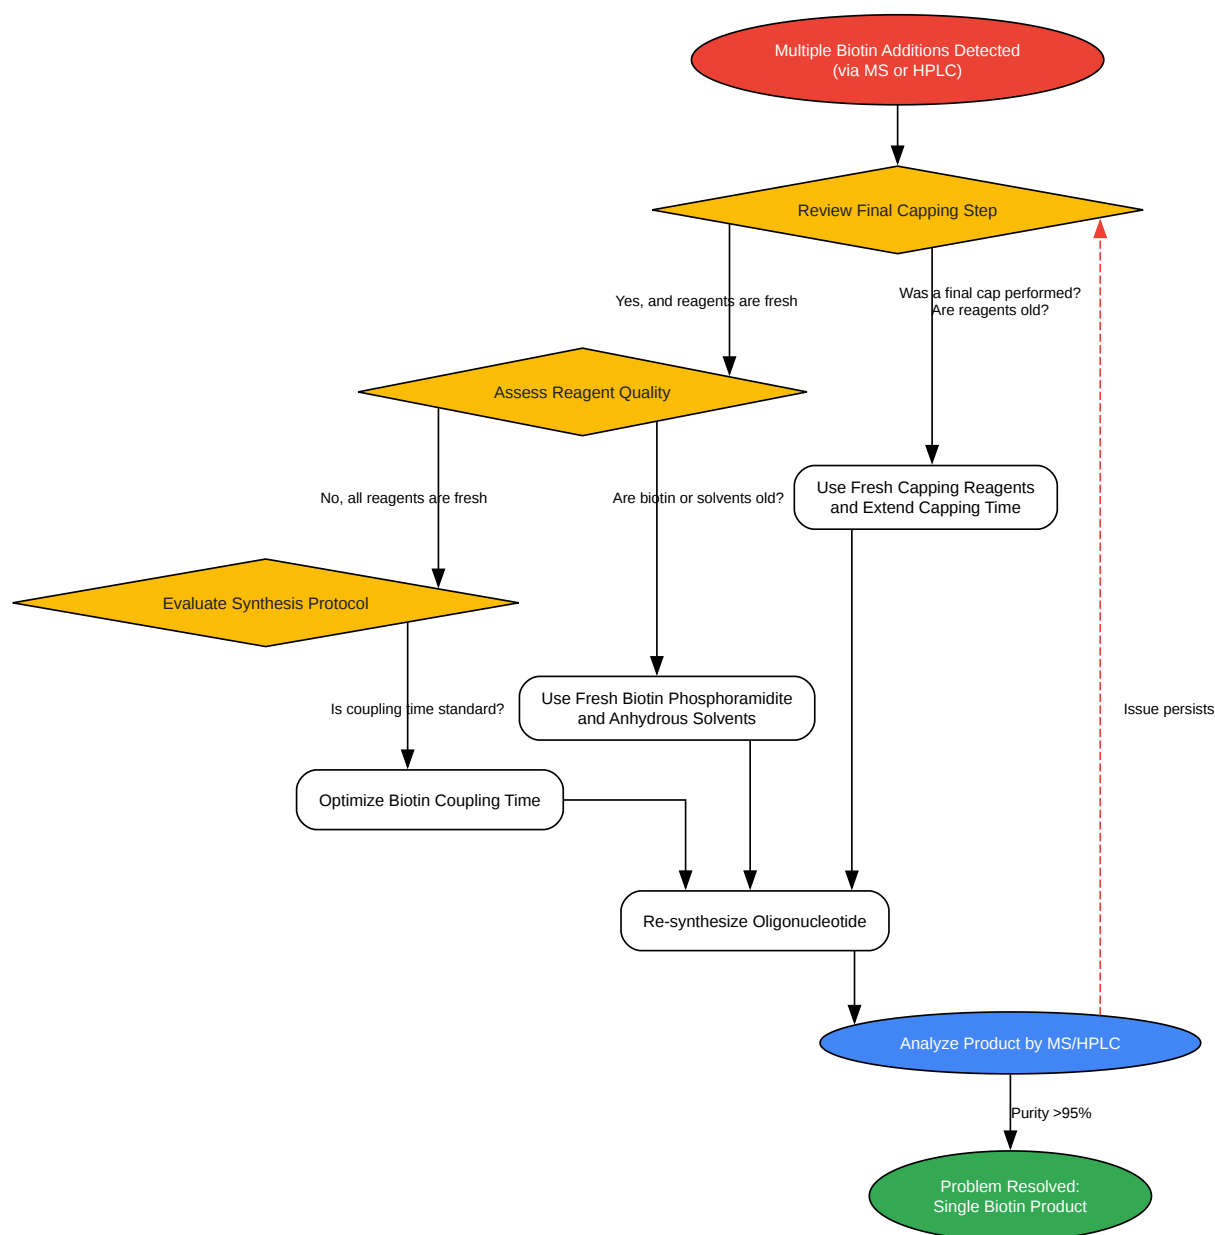 Multiple Biotin Additions Detected
(via MS or HPLC)
Review Final Capping Step
Yes, and reagents are fresh
Was a final cap performed?
Are reagents old?
Assess Reagent Quality
No, all reagents are fresh
Are biotin or solvents old?
Use Fresh Capping Reagents
and Extend Capping Time
Evaluate Synthesis Protocol
Is coupling time standard?
Use Fresh Biotin Phosphoramidite
and Anhydrous Solvents
Issue persists
Optimize Biotin Coupling Time
Re-synthesize Oligonucleotide
Analyze Product by MS/HPLC
Purity >95%
Problem Resolved:
Single Biotin Product